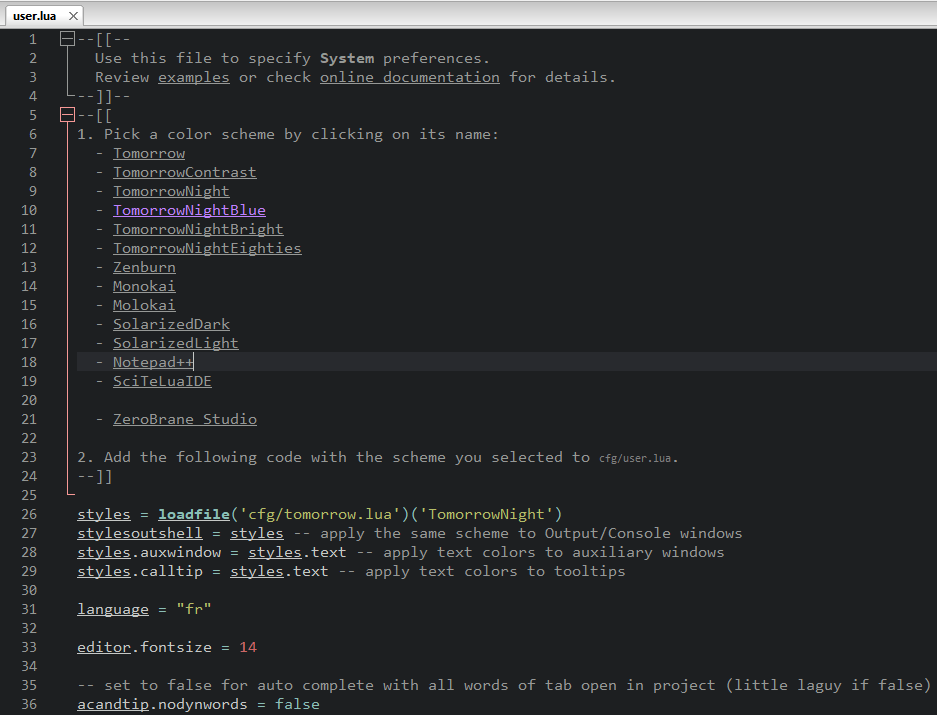 user.lua
1 --[[--
2 Use this file to specify System preferences.
3 Review examples or check online documentation for details.
4 --]]--
5 --[[
6 1. Pick a color scheme by clicking on its name:
7 - Tomorrow
8 - TomorrowContrast
9 - TomorrowNight
10 - TomorrowNightBlue
11 - TomorrowNightBright
12 - TomorrowNightEighties
13 - Zenburn
14 - Monokai
15 - Molokai
16 - SolarizedDark
17 - SolarizedLight
18 - Notepad++
19 - SciTeLuaIDE
20
21 - ZeroBrane Studio
22
23 2. Add the following code with the scheme you selected to cfg/user.lua.
24 --]]
25
26 styles = loadfile('cfg/tomorrow.lua')('TomorrowNight')
27 stylesoutshell = styles -- apply the same scheme to Output/Console windows
28 styles.auxwindow = styles.text -- apply text colors to auxiliary windows
29 styles.calltip = styles.text -- apply text colors to tooltips
30
31 language = "fr"
32
33 editor.fontsize = 14
34
35 -- set to false for auto complete with all words of tab open in project (little laguy if false)
36 acandtip.nodynwords = false